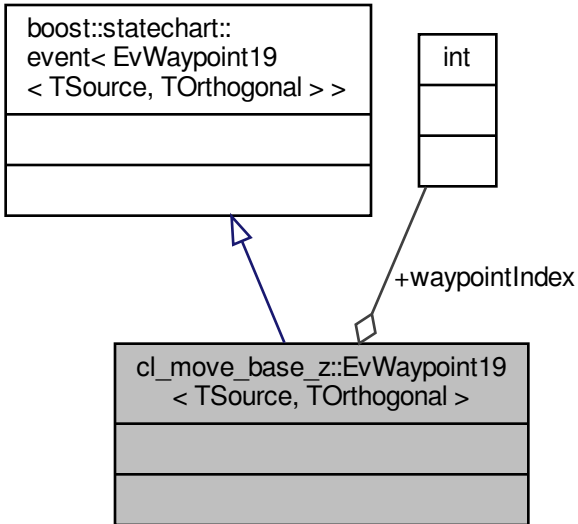 boost::statechart::
event< EvWaypoint19
< TSource, TOrthogonal > >
int
+waypointIndex
cl_move_base_z::EvWaypoint19
< TSource, TOrthogonal >